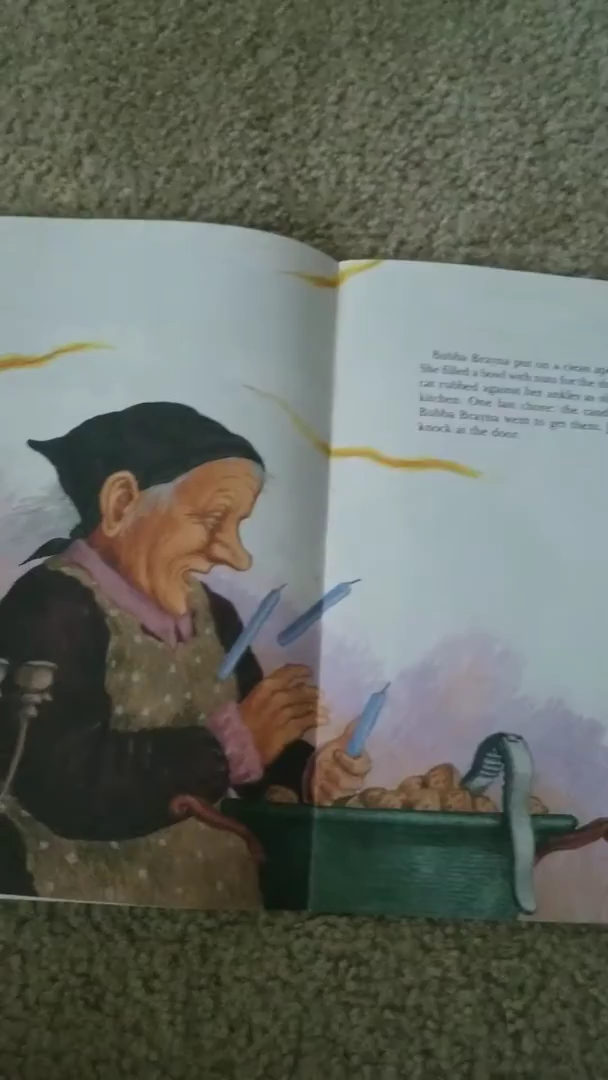 Bubba Brayna put on a clean
She filled a bowl with nuts for the
cat rubbed against her ankles as
kitchen. One last chore: the
Bubba Brayna went to get them.
knock at the door.